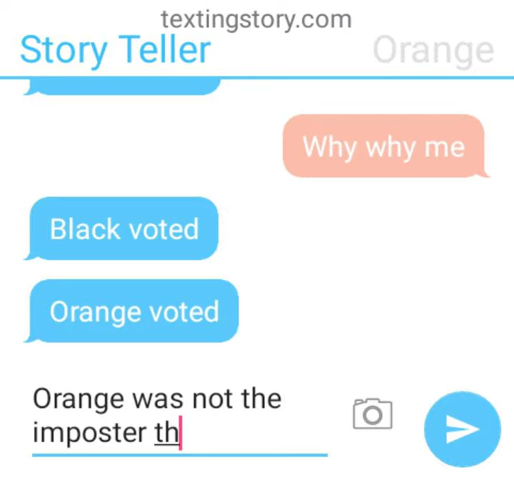 textingstory.com
Story Teller
Orange
Why why me
Black voted
Orange voted
Orange was not the
imposter th